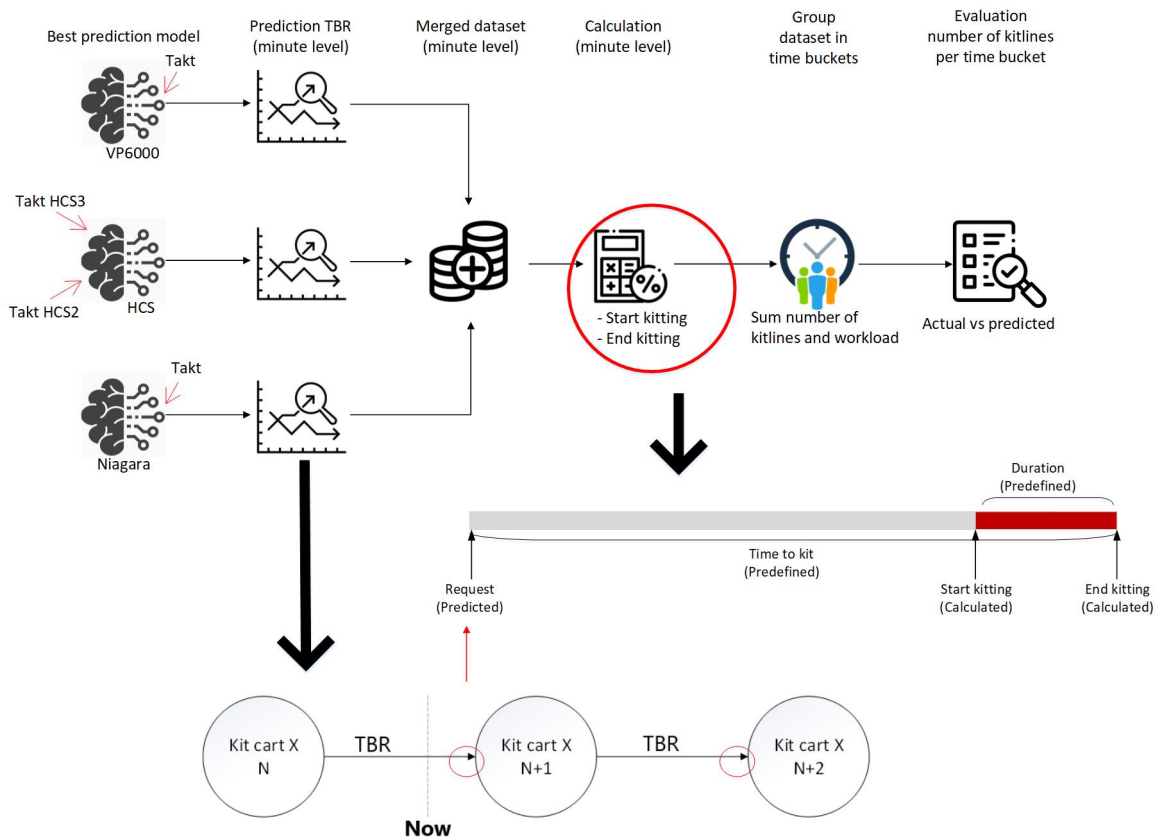 Best prediction model
Prediction TBR
(minute level)
Merged dataset
(minute level)
Calculation
(minute level)
Group
dataset in
time buckets
Evaluation
number of kitlines
per time bucket
Takt
VP6000
Takt HCS3
Takt HCS2
HCS
- Start kitting
- End kitting
Sum number of
kitlines and workload
Actual vs predicted
Takt
Niagara
Duration
(Predefined)
Time to kit
(Predefined)
Request
(Predicted)
Start kitting
(Calculated)
End kitting
(Calculated)
Kit cart X
N
TBR
Kit cart X
N+1
TBR
Kit cart X
N+2
Now